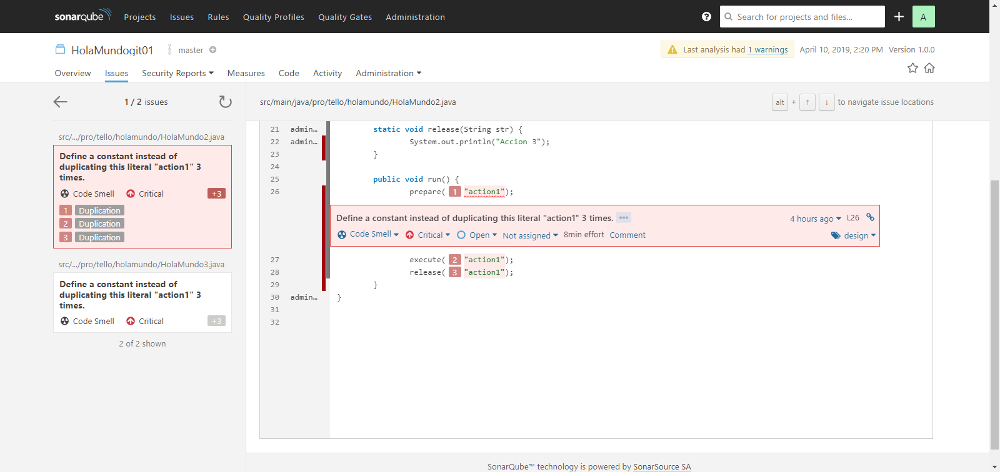 sonarqube Projects Issues Rules Quality Profiles Quality Gates Administration ? Search for projects and files... + A
HolaMundogit01 master Last analysis had 1 warnings April 10, 2019, 2:20 PM Version 1.0.0
Overview Issues Security Reports Measures Code Activity Administration
1 / 2 issues
src/main/java/pro/tello/holamundo/HolaMundo2.java alt + ↑ ↓ to navigate issue locations
src/.../pro/tello/holamundo/HolaMundo2.java
Define a constant instead of
duplicating this literal "action1" 3
times.
Code Smell Critical +3
1 Duplication
2 Duplication
3 Duplication
src/.../pro/tello/holamundo/HolaMundo3.java
Define a constant instead of
duplicating this literal "action1" 3
times.
Code Smell Critical +3
2 of 2 shown
21 admin... static void release(String str) {
22 admin... System.out.println("Accion 3");
23 }
24
25 public void run() {
26 prepare( 1 "action1");
Define a constant instead of duplicating this literal "action1" 3 times. ••• 4 hours ago L26
Code Smell Critical Open Not assigned 8min effort Comment design
27 execute( 2 "action1");
28 release( 3 "action1");
29 }
30 admin... }
31
32
SonarQube™ technology is powered by SonarSource SA